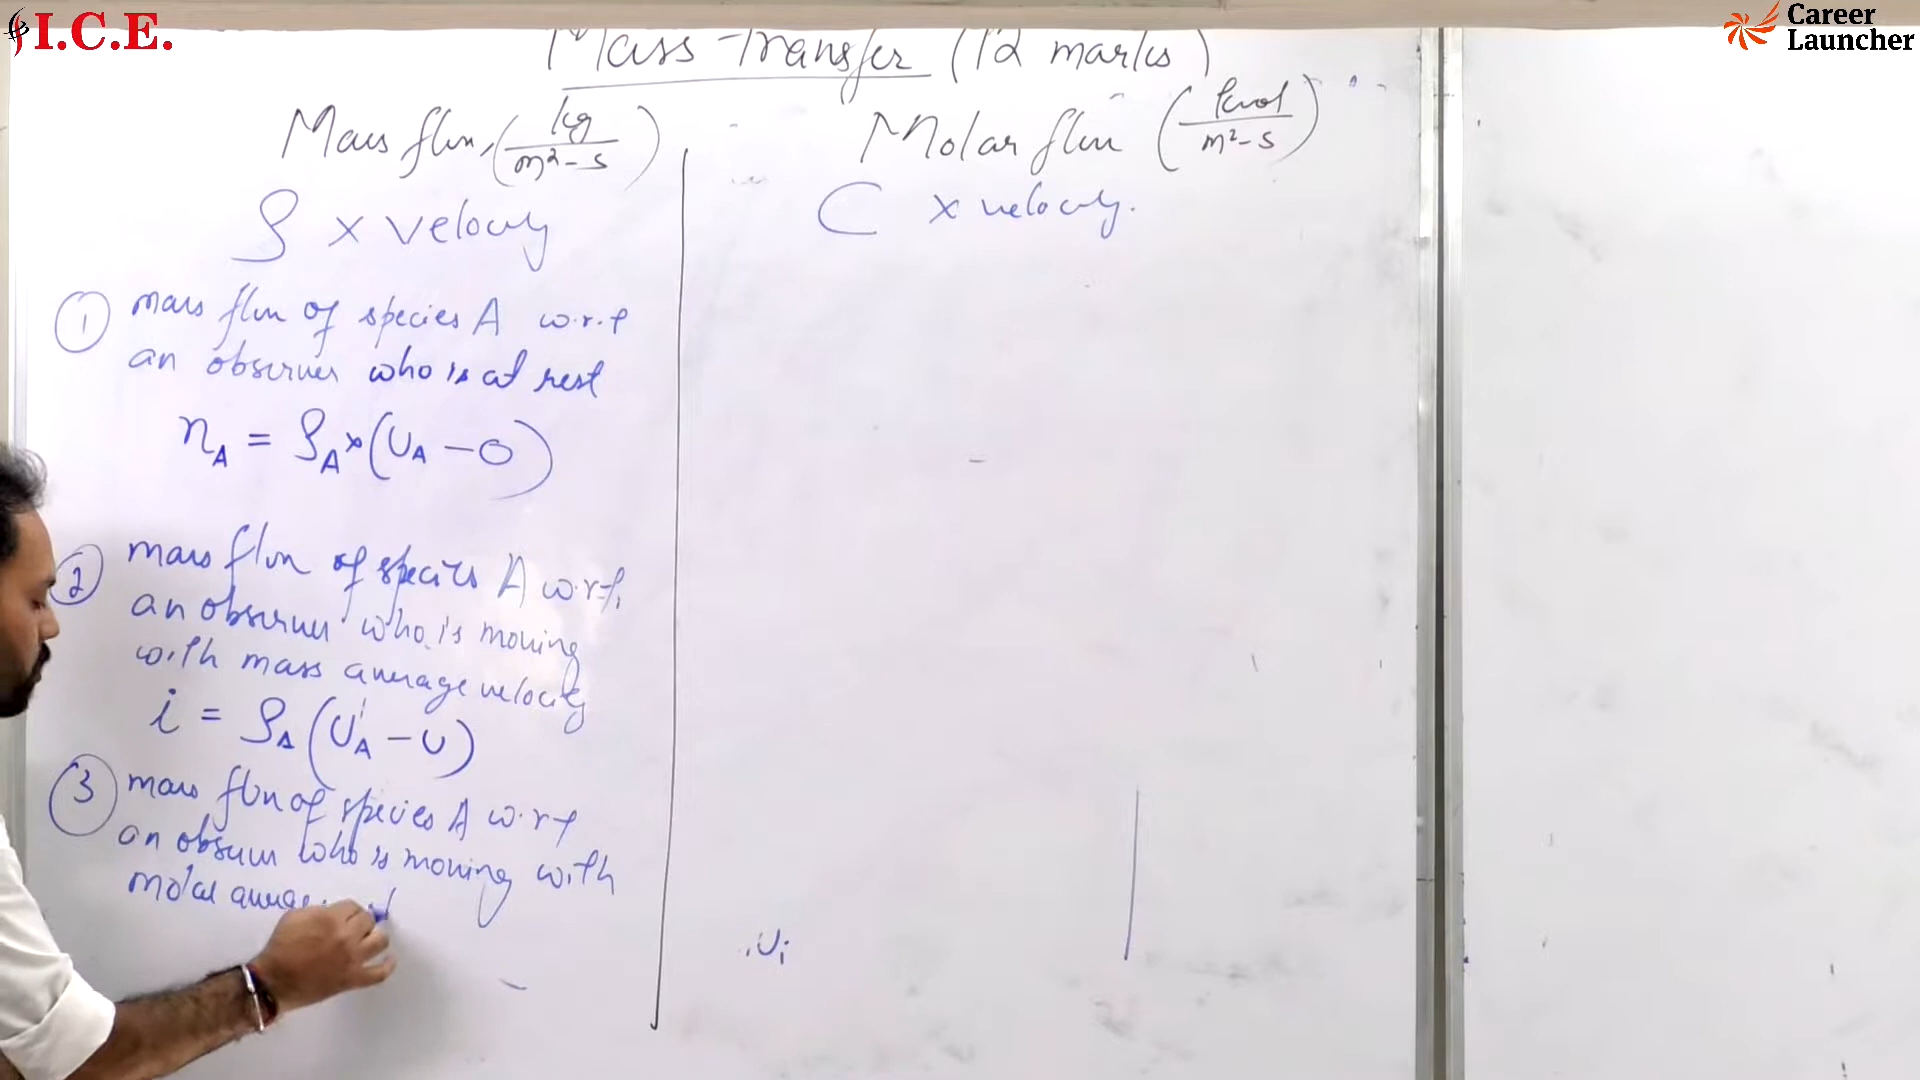 I.C.E.
Career
Launcher
Mass Transfer (12 marks)
Mass flux, (kg/m²-s)
ρ × velocity
① mass flux of species A w.r.t
an observer who is at rest
n_A = ρ_A × (U_A - 0)
② mass flux of species A w.r.t.
an observer who is moving
with mass average velocity
i = ρ_A (U_A - U)
③ mass flux of species A w.r.t
an observer who is moving with
molar average
Molar flux (kmol/m²-s)
C × velocity.
U_i